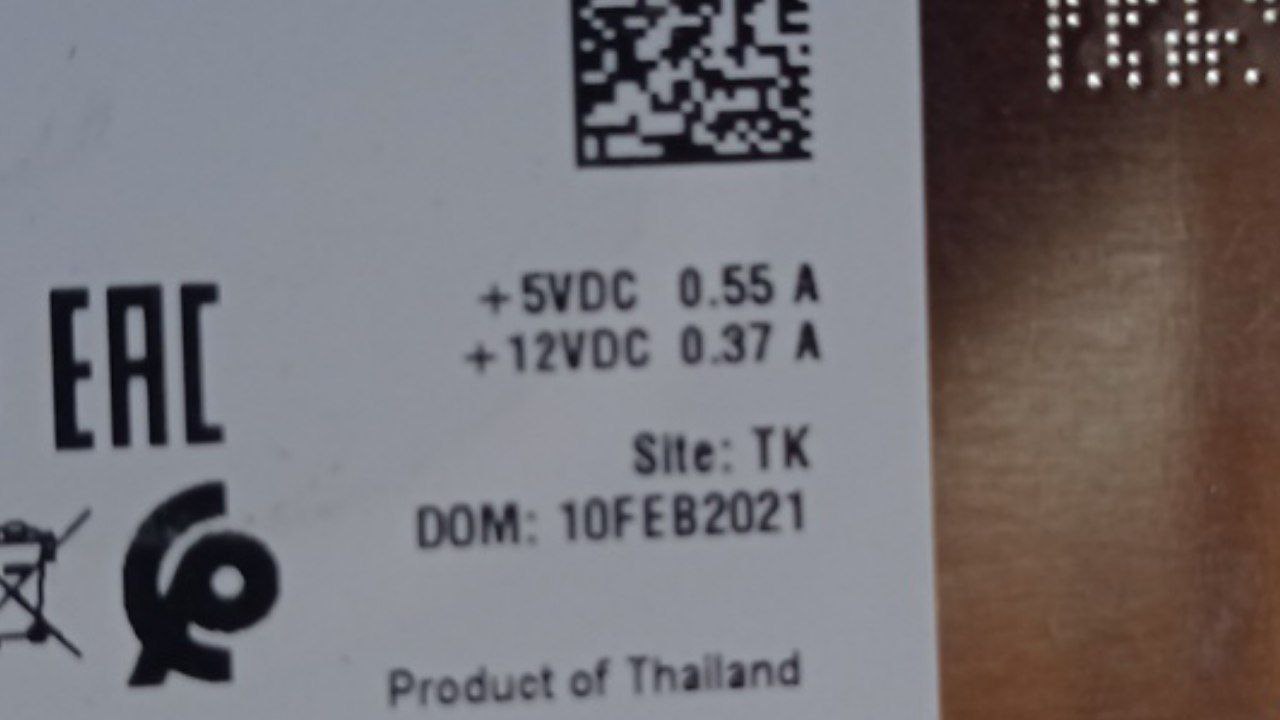 +5VDC 0.55 A
+12VDC 0.37 A
EAC
Site: TK
DOM: 10FEB2021
Product of Thailand